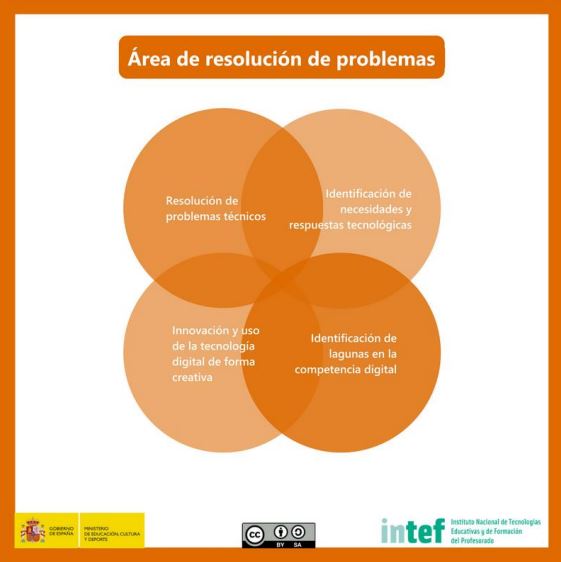 Área de resolución de problemas
Resolución de
problemas técnicos
Identificación de
necesidades y
respuestas tecnológicas
Innovación y uso
de la tecnología
digital de forma
creativa
Identificación de
lagunas en la
competencia digital
GOBIERNO
DE ESPAÑA
MINISTERIO
DE EDUCACIÓN, CULTURA
Y DEPORTE
cc
BY SA
intef
Instituto Nacional de Tecnologías
Educativas y de Formación
del Profesorado